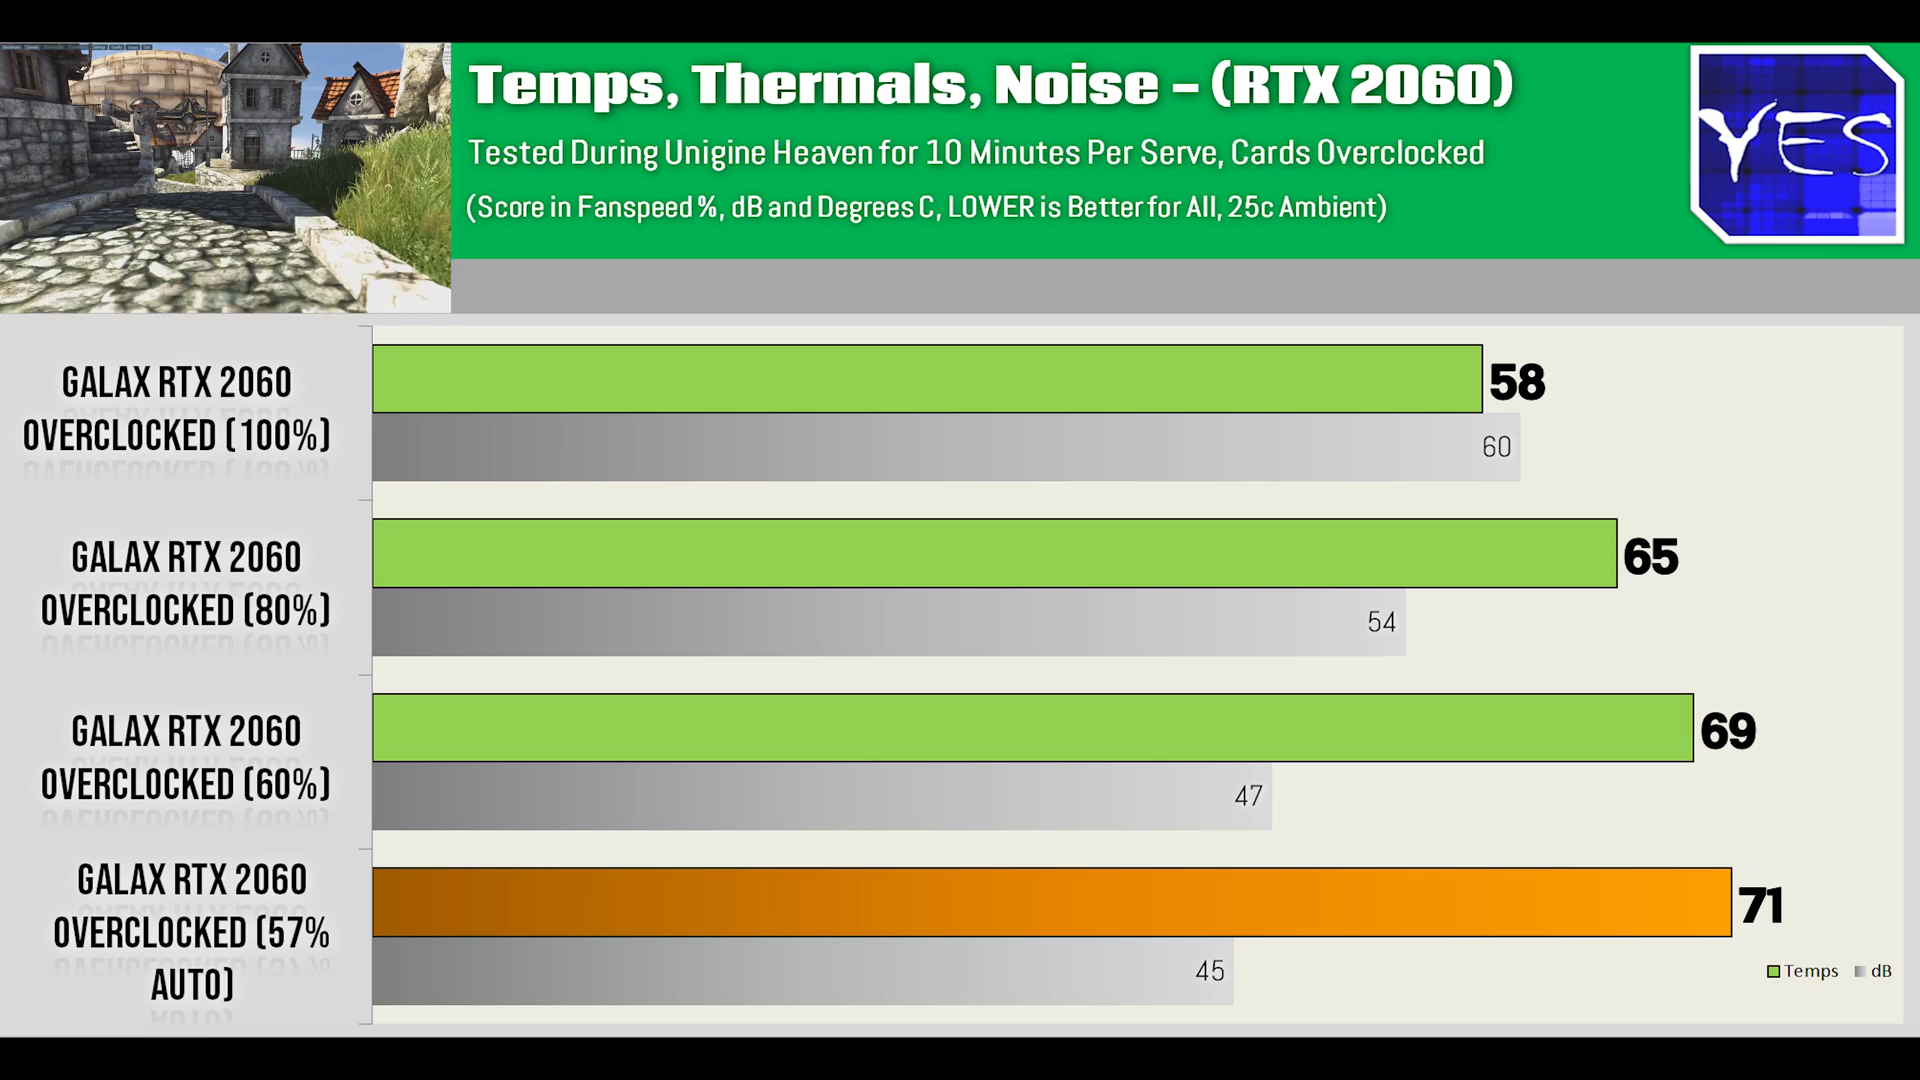 Temps, Thermals, Noise – (RTX 2060)
Tested During Unigine Heaven for 10 Minutes Per Serve, Cards Overclocked
(Score in Fanspeed %, dB and Degrees C, LOWER is Better for All, 25c Ambient)
YES
GALAX RTX 2060
OVERCLOCKED (100%)
58
60
GALAX RTX 2060
OVERCLOCKED (80%)
65
54
GALAX RTX 2060
OVERCLOCKED (60%)
69
47
GALAX RTX 2060
OVERCLOCKED (57%
AUTO)
71
45
Temps dB